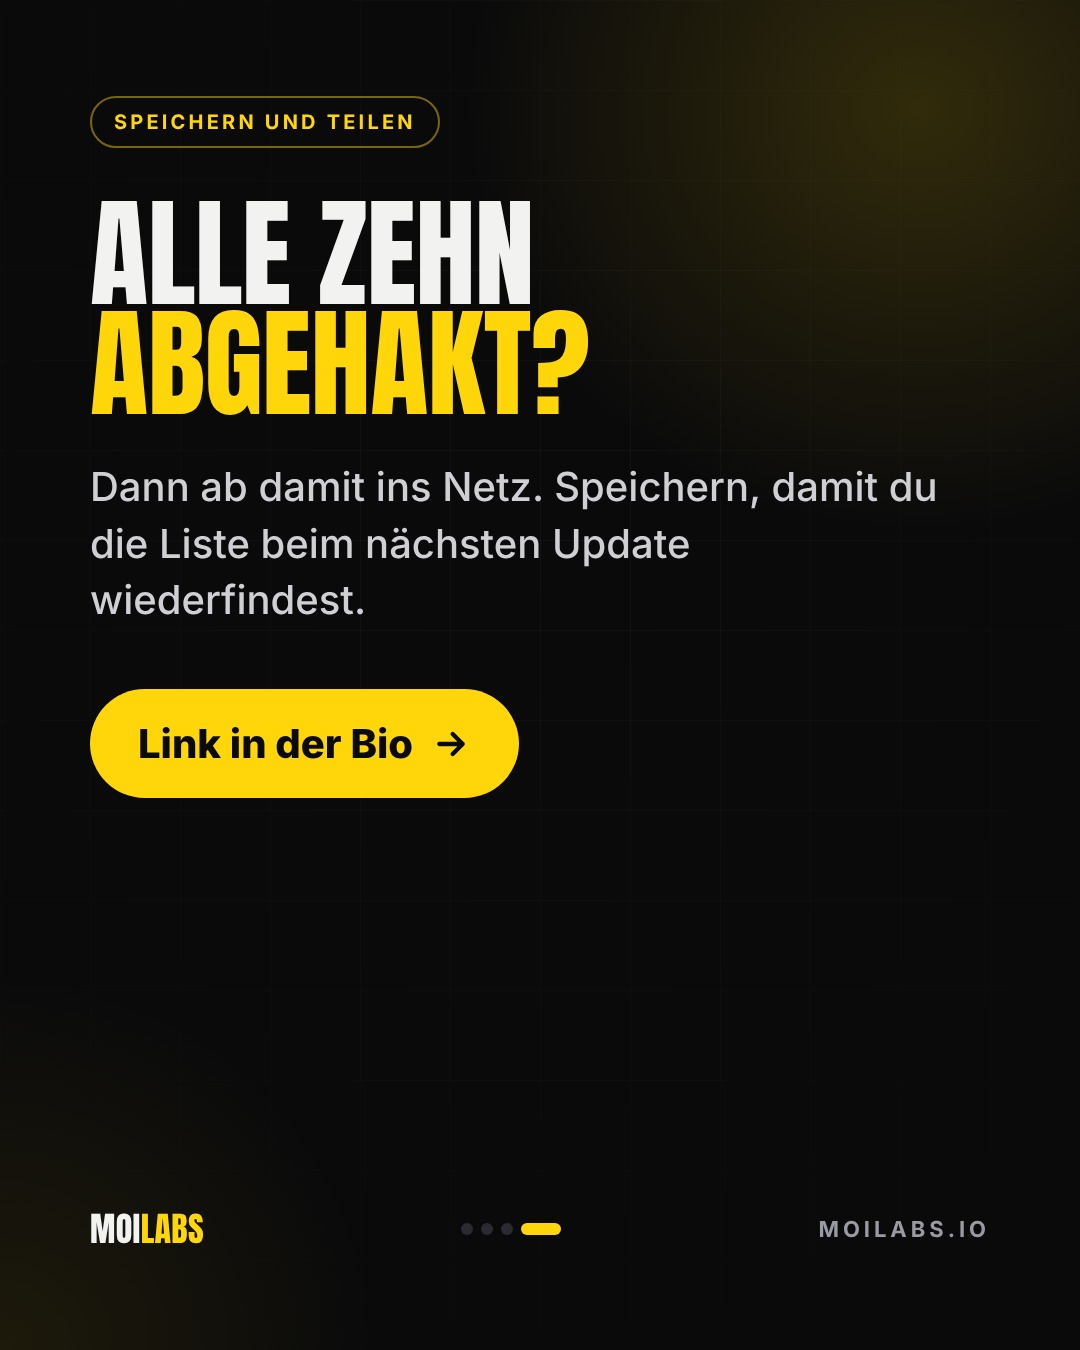 SPEICHERN UND TEILEN
ALLE ZEHN
ABGEHAKT?
Dann ab damit ins Netz. Speichern, damit du
die Liste beim nächsten Update
wiederfindest.
Link in der Bio →
MOILABS
MOILABS.IO